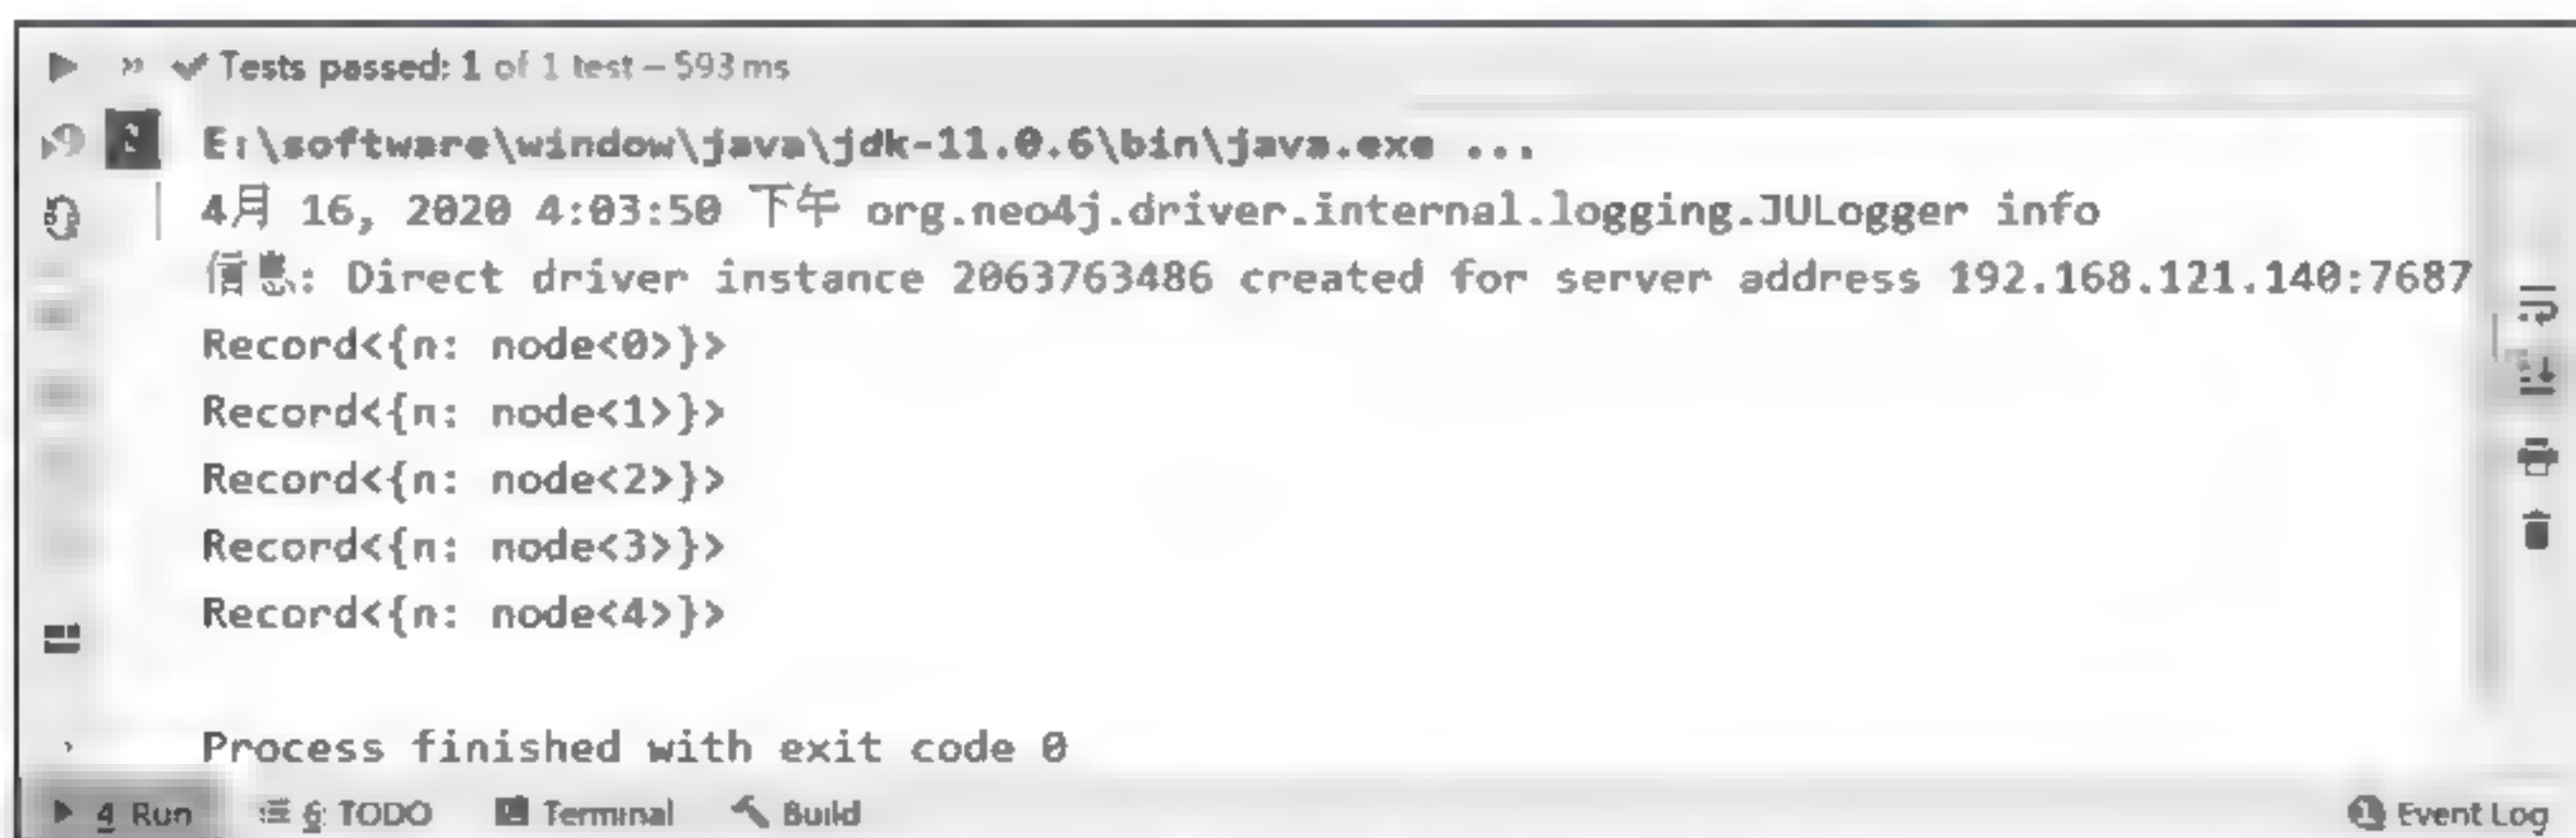 Tests passed: 1 of 1 test – 593 ms
E:\software\window\java\jdk-11.0.6\bin\java.exe ...
4月 16, 2020 4:03:50 下午 org.neo4j.driver.internal.logging.JULogger info
信息: Direct driver instance 2063763486 created for server address 192.168.121.140:7687
Record<{n: node<0>}>
Record<{n: node<1>}>
Record<{n: node<2>}>
Record<{n: node<3>}>
Record<{n: node<4>}>
Process finished with exit code 0
4 Run 6: TODO Terminal Build 1 Event Log